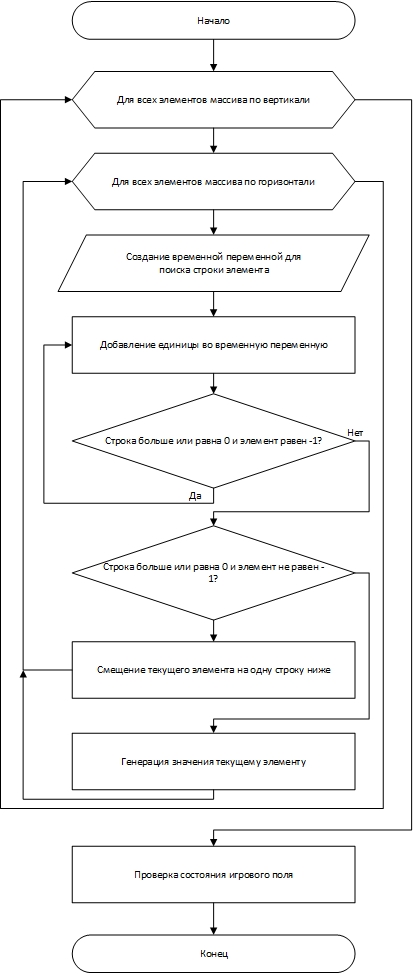 Начало
Для всех элементов массива по вертикали
Для всех элементов массива по горизонтали
Создание временной переменной для
поиска строки элемента
Добавление единицы во временную переменную
Строка больше или равна 0 и элемент равен -1?
Нет
Да
Строка больше или равна 0 и элемент не равен -
1?
Смещение текущего элемента на одну строку ниже
Генерация значения текущему элементу
Проверка состояния игрового поля
Конец